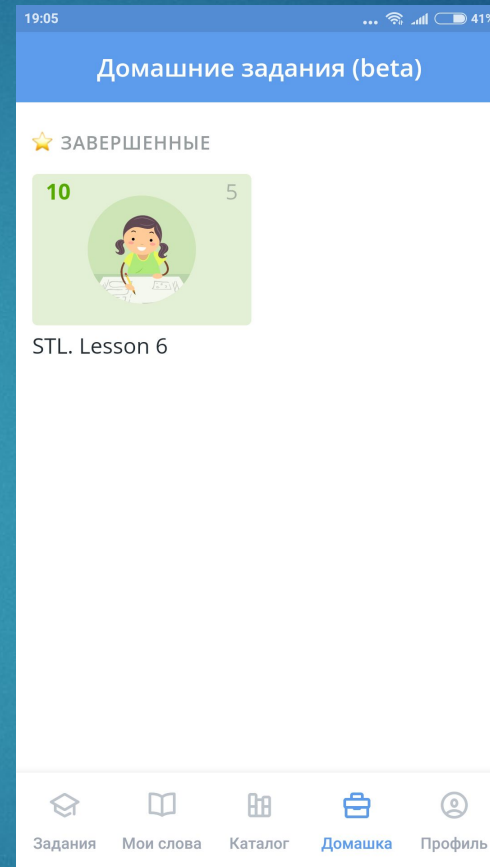 19:05
41%
Домашние задания (beta)
ЗАВЕРШЕННЫЕ
10
5
STL. Lesson 6
Задания
Мои слова
Каталог
Домашка
Профиль